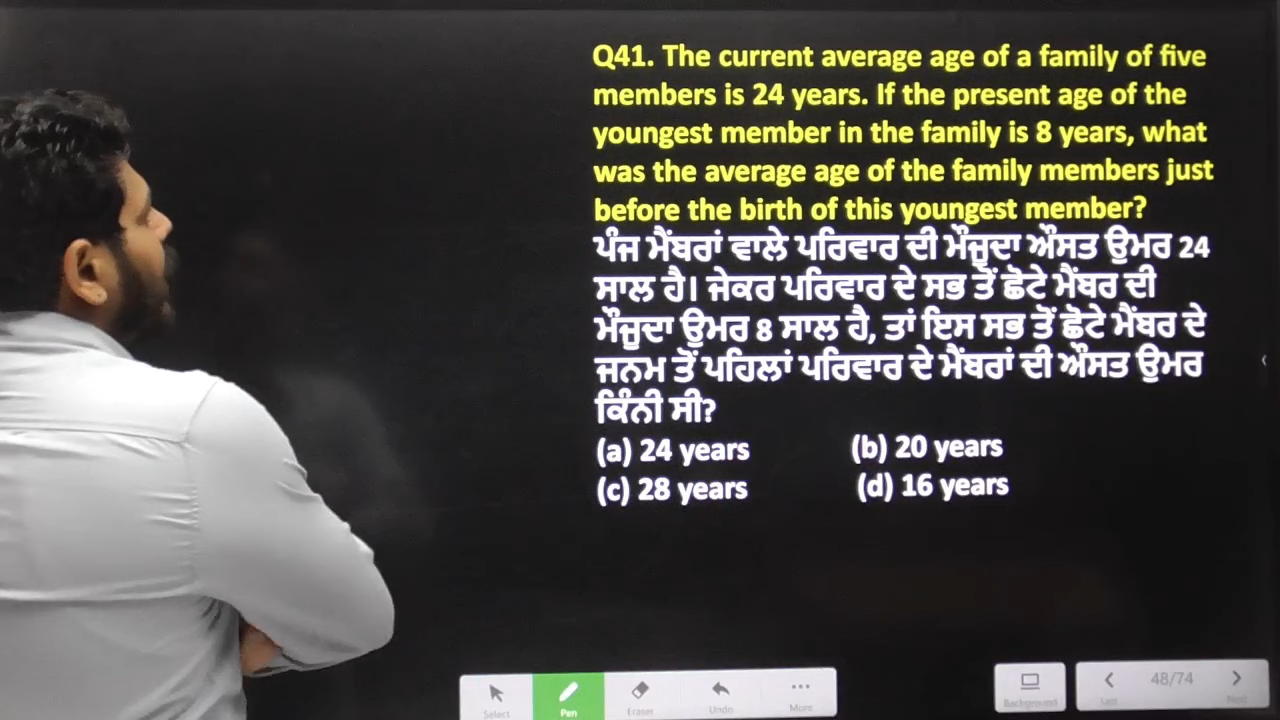 Q41. The current average age of a family of five
members is 24 years. If the present age of the
youngest member in the family is 8 years, what
was the average age of the family members just
before the birth of this youngest member?
ਪੰਜ ਮੈਂਬਰਾਂ ਵਾਲੇ ਪਰਿਵਾਰ ਦੀ ਮੌਜੂਦਾ ਔਸਤ ਉਮਰ 24
ਸਾਲ ਹੈ। ਜੇਕਰ ਪਰਿਵਾਰ ਦੇ ਸਭ ਤੋਂ ਛੋਟੇ ਮੈਂਬਰ ਦੀ
ਮੌਜੂਦਾ ਉਮਰ 8 ਸਾਲ ਹੈ, ਤਾਂ ਇਸ ਸਭ ਤੋਂ ਛੋਟੇ ਮੈਂਬਰ ਦੇ
ਜਨਮ ਤੋਂ ਪਹਿਲਾਂ ਪਰਿਵਾਰ ਦੇ ਮੈਂਬਰਾਂ ਦੀ ਔਸਤ ਉਮਰ
ਕਿੰਨੀ ਸੀ?
(a) 24 years (b) 20 years
(c) 28 years (d) 16 years
48/74
Select Pen Eraser Undo More Background Last Next